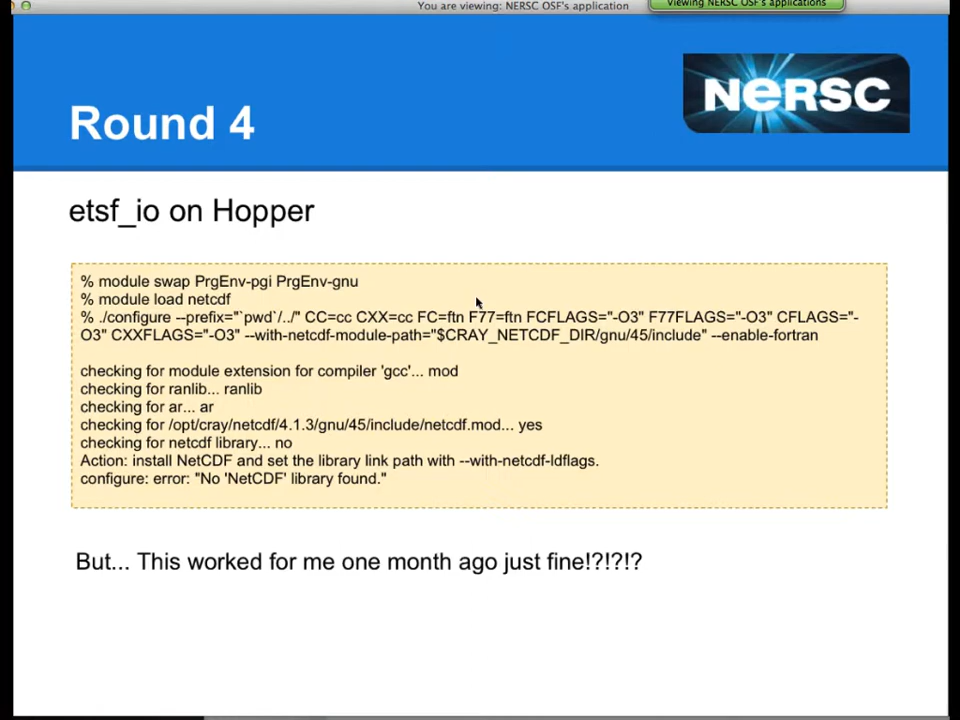 You are viewing: NERSC OSF's application
Viewing NERSC OSF's applications
NERSC
Round 4
etsf_io on Hopper
% module swap PrgEnv-pgi PrgEnv-gnu
% module load netcdf
% ./configure --prefix="`pwd`/../" CC=cc CXX=cc FC=ftn F77=ftn FCFLAGS="-O3" F77FLAGS="-O3" CFLAGS="-
O3" CXXFLAGS="-O3" --with-netcdf-module-path="$CRAY_NETCDF_DIR/gnu/45/include" --enable-fortran
checking for module extension for compiler 'gcc'... mod
checking for ranlib... ranlib
checking for ar... ar
checking for /opt/cray/netcdf/4.1.3/gnu/45/include/netcdf.mod... yes
checking for netcdf library... no
Action: install NetCDF and set the library link path with --with-netcdf-ldflags.
configure: error: "No 'NetCDF' library found."
But... This worked for me one month ago just fine!?!?!?